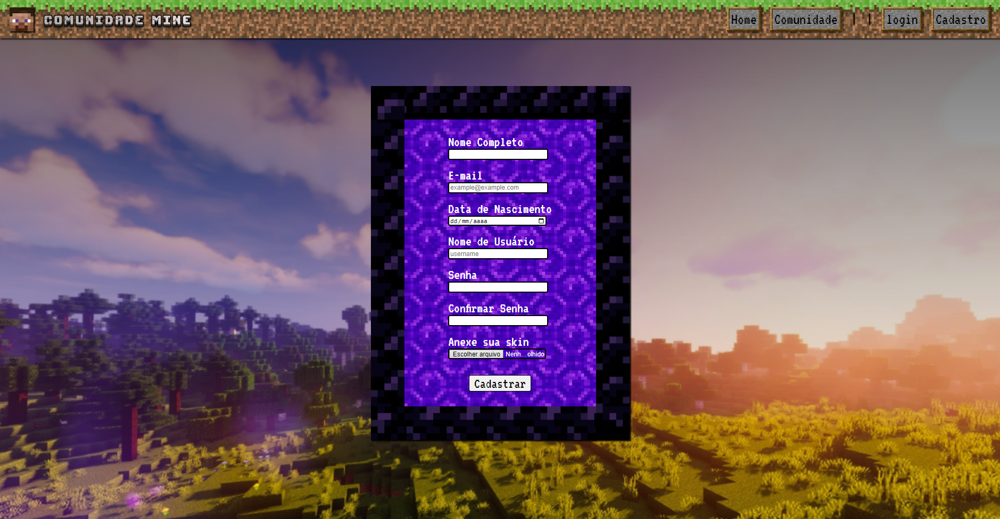 COMUNIDADE MINE
Home
Comunidade
| |
login
Cadastro
Nome Completo
E-mail
example@example.com
Data de Nascimento
dd/mm/aaaa
Nome de Usuário
username
Senha
Confirmar Senha
Anexe sua skin
Escolher arquivo Nenh...olhido
Cadastrar